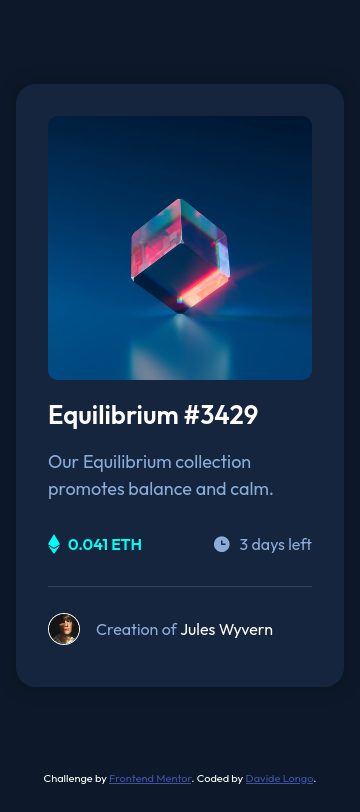 Equilibrium #3429
Our Equilibrium collection
promotes balance and calm.
0.041 ETH
3 days left
Creation of Jules Wyvern
Challenge by Frontend Mentor. Coded by Davide Longo.